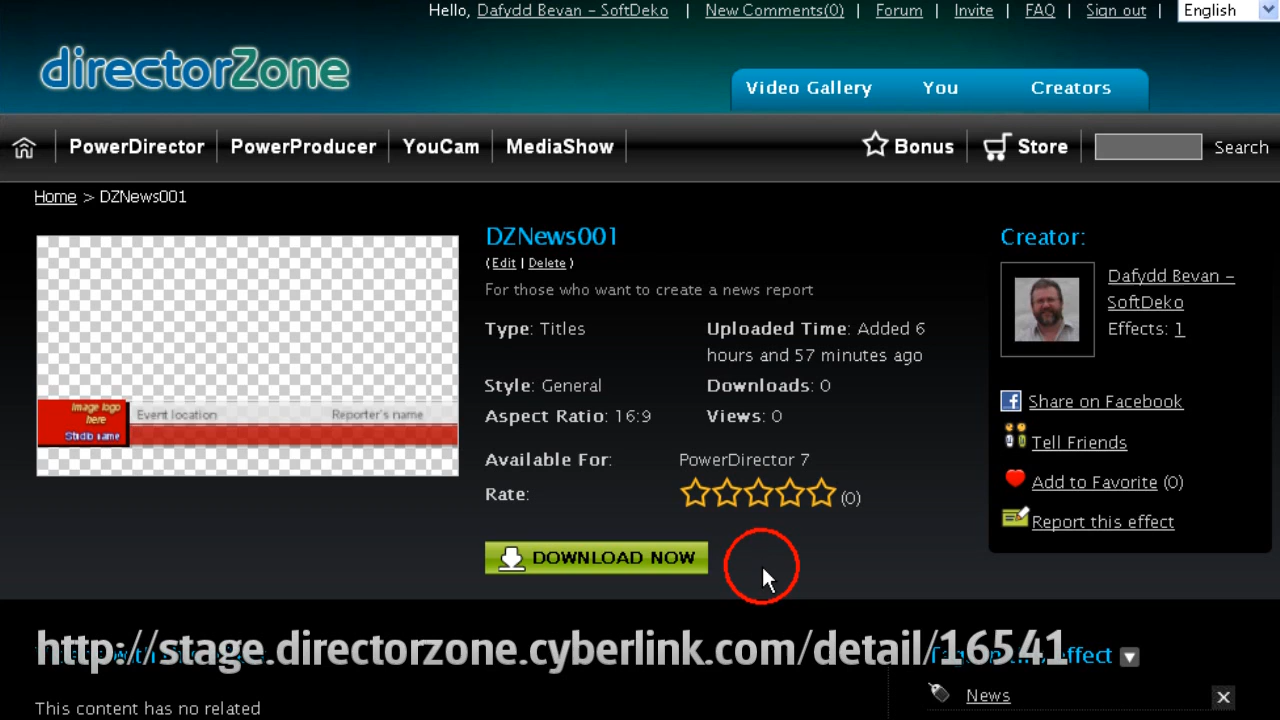 Hello, Dafydd Bevan – SoftDeko | New Comments(0) | Forum | Invite | FAQ | Sign out | English
directorZone
Video Gallery You Creators
PowerDirector PowerProducer YouCam MediaShow Bonus Store Search
Home > DZNews001
DZNews001
(Edit | Delete)
For those who want to create a news report
Type: Titles
Uploaded Time: Added 6
hours and 57 minutes ago
Style: General
Downloads: 0
Aspect Ratio: 16:9
Views: 0
Available For: PowerDirector 7
Rate: (0)
DOWNLOAD NOW
Image logo
here
Studio name
Event location
Reporter's name
Creator:
Dafydd Bevan –
SoftDeko
Effects: 1
Share on Facebook
Tell Friends
Add to Favorite (0)
Report this effect
http://stage.directorzone.cyberlink.com/detail/16541
effect
News
This content has no related